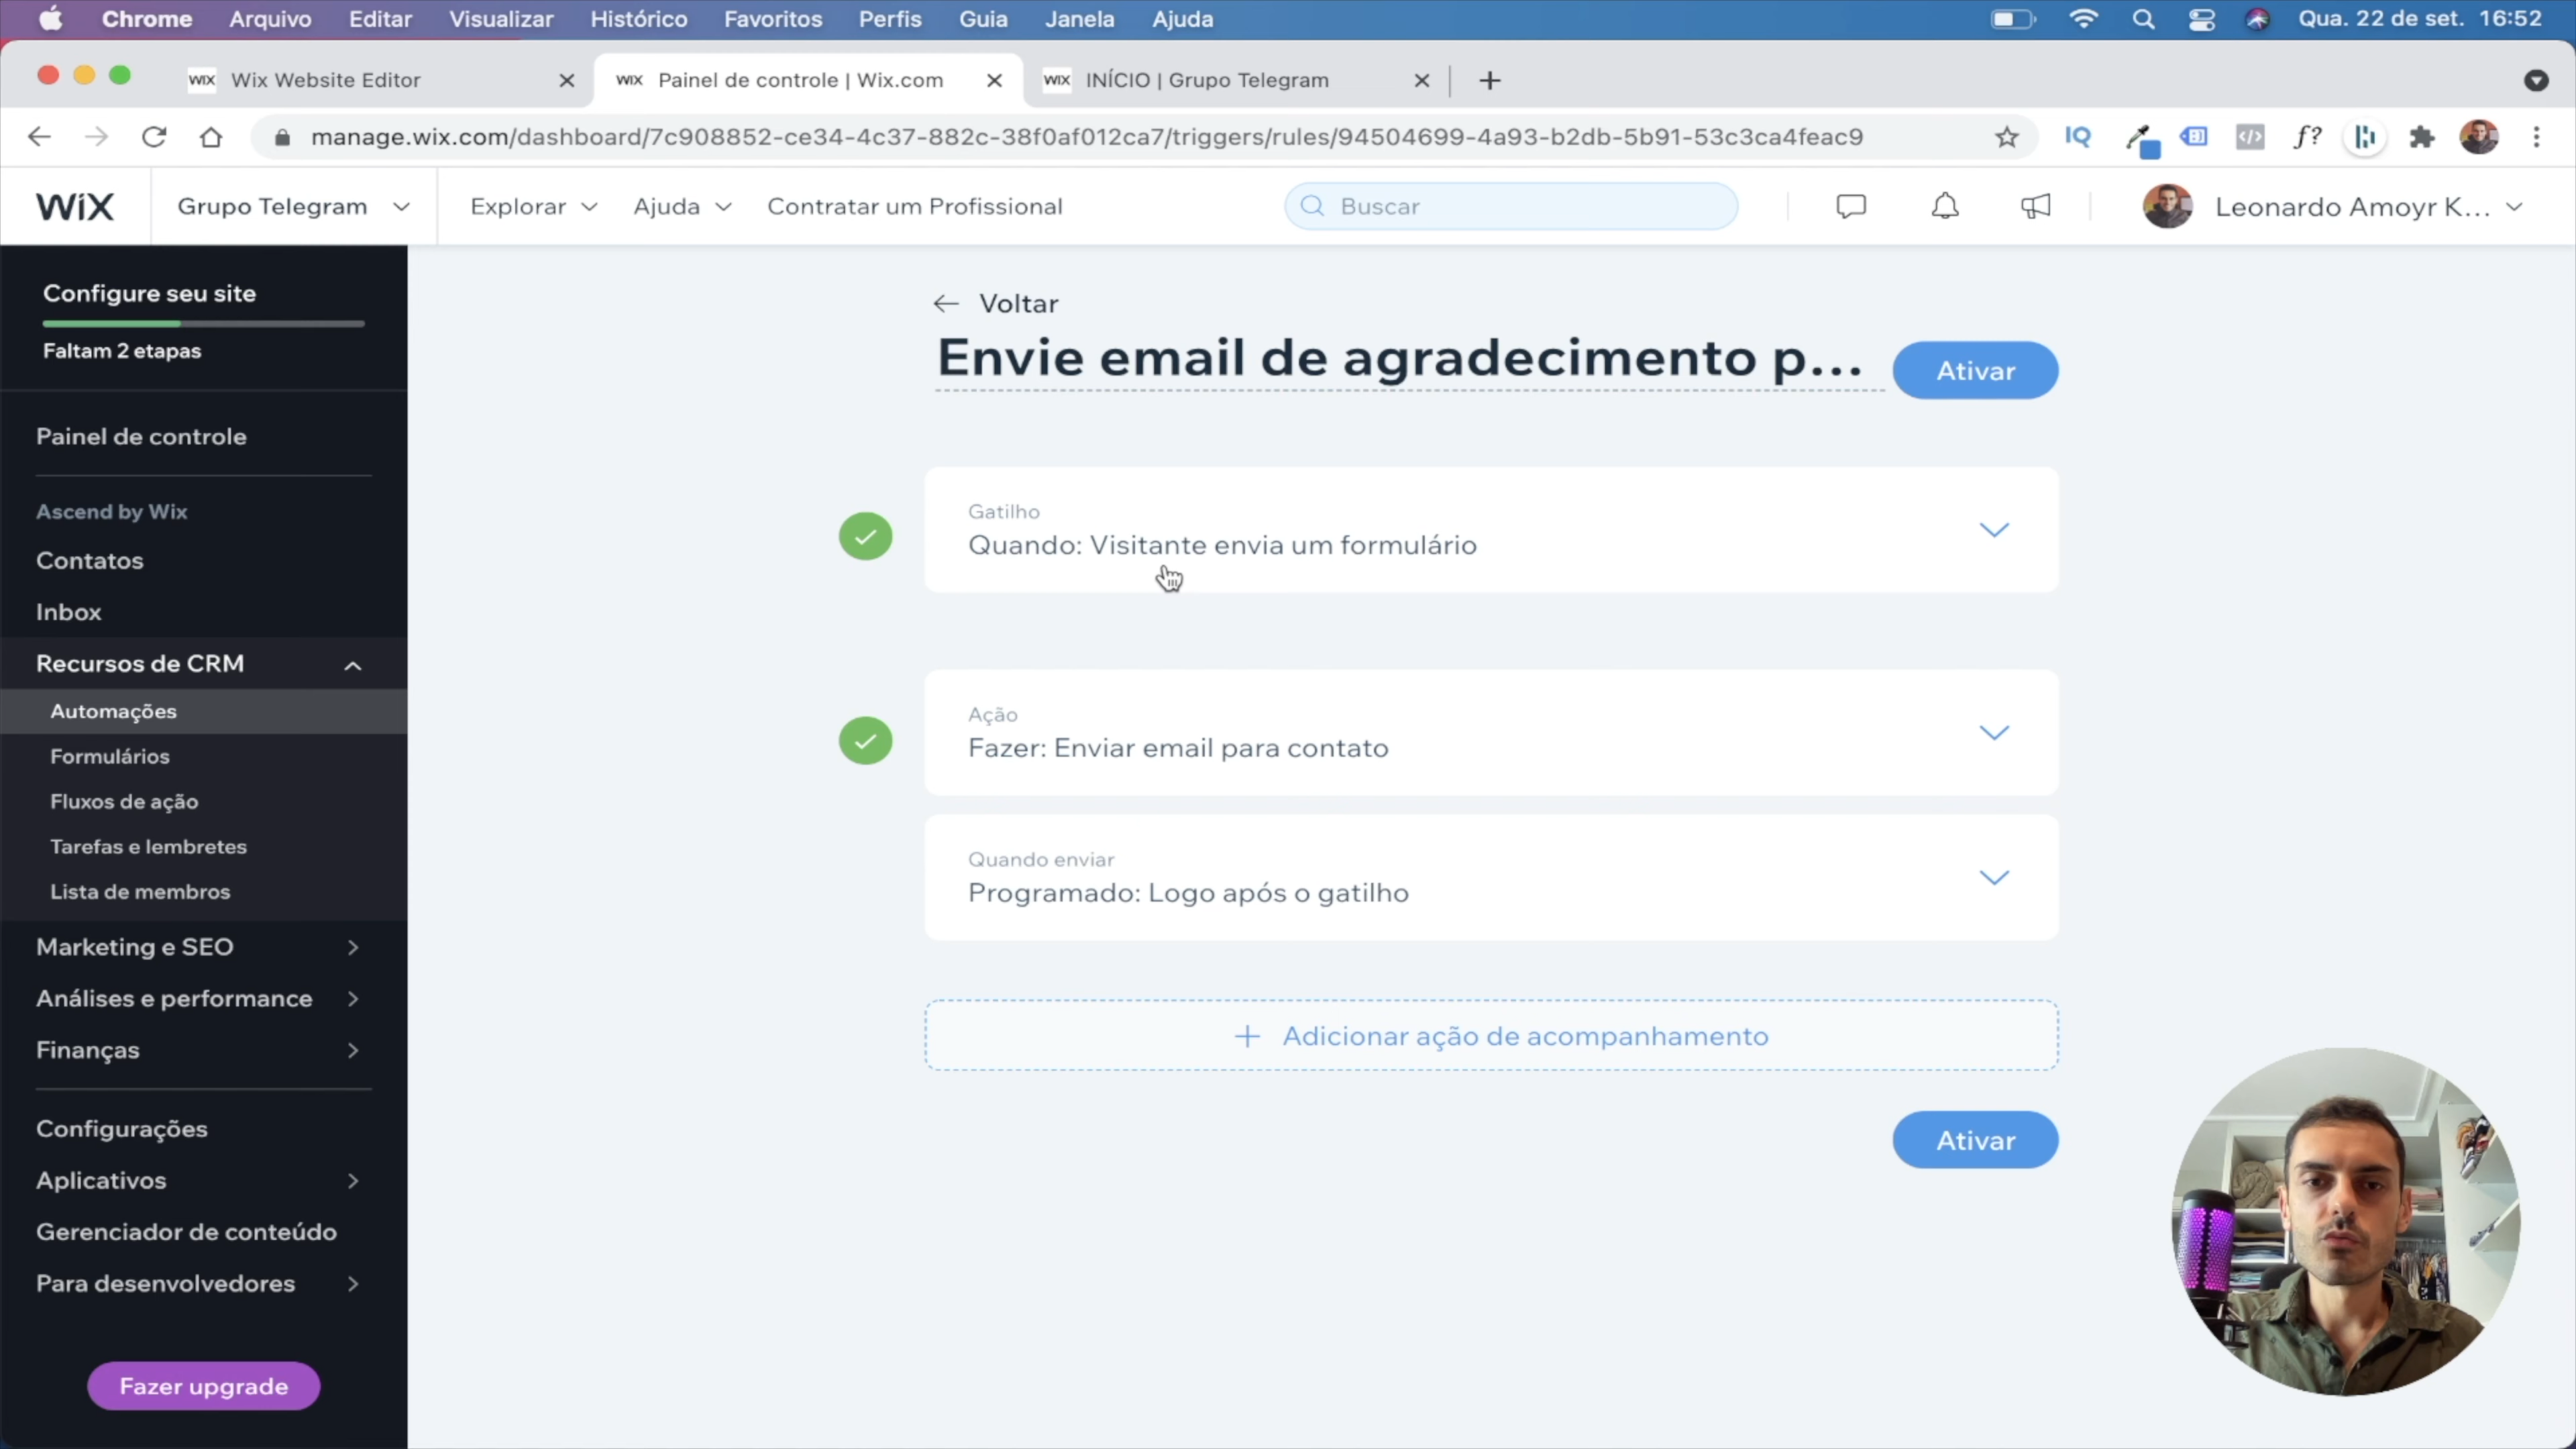 Chrome Arquivo Editar Visualizar Histórico Favoritos Perfis Guia Janela Ajuda Qua. 22 de set. 16:52
WIX Wix Website Editor WIX Painel de controle | Wix.com WIX INÍCIO | Grupo Telegram
manage.wix.com/dashboard/7c908852-ce34-4c37-882c-38f0af012ca7/triggers/rules/94504699-4a93-b2db-5b91-53c3ca4feac9 IQ f?
WiX Grupo Telegram Explorar Ajuda Contratar um Profissional Buscar Leonardo Amoyr K...
Configure seu site
Faltam 2 etapas
Painel de controle
Ascend by Wix
Contatos
Inbox
Recursos de CRM
Automações
Formulários
Fluxos de ação
Tarefas e lembretes
Lista de membros
Marketing e SEO
Análises e performance
Finanças
Configurações
Aplicativos
Gerenciador de conteúdo
Para desenvolvedores
Fazer upgrade
Voltar
Envie email de agradecimento p... Ativar
Gatilho
Quando: Visitante envia um formulário
Ação
Fazer: Enviar email para contato
Quando enviar
Programado: Logo após o gatilho
+ Adicionar ação de acompanhamento
Ativar